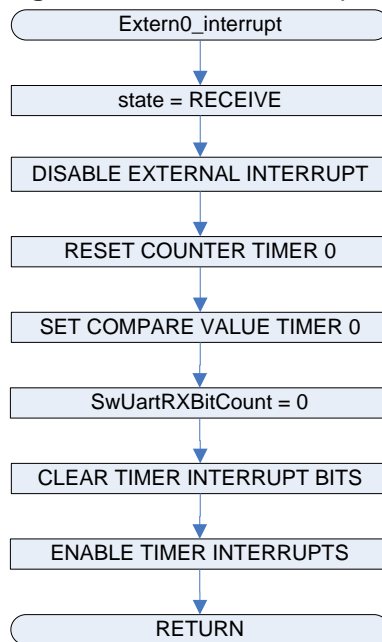 Extern0_interrupt
state = RECEIVE
DISABLE EXTERNAL INTERRUPT
RESET COUNTER TIMER 0
SET COMPARE VALUE TIMER 0
SwUartRXBitCount = 0
CLEAR TIMER INTERRUPT BITS
ENABLE TIMER INTERRUPTS
RETURN